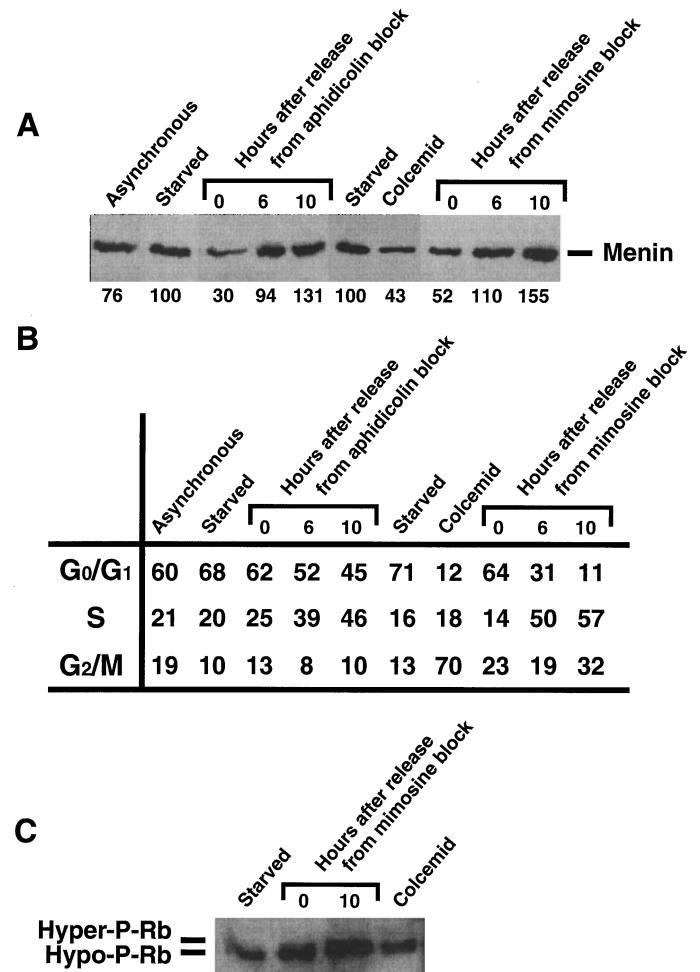 A
Asynchronous
Starved
Hours after release
from aphidicolin block
0 6 10
Starved
Colcemid
Hours after release
from mimosine block
0 6 10
Menin
76 100 30 94 131 100 43 52 110 155
B
Asynchronous
Starved
Hours after release
from aphidicolin block
0 6 10
Starved
Colcemid
Hours after release
from mimosine block
0 6 10
G0/G1 60 68 62 52 45 71 12 64 31 11
S 21 20 25 39 46 16 18 14 50 57
G2/M 19 10 13 8 10 13 70 23 19 32
C
Starved
Hours after release
from mimosine block
0 10
Colcemid
Hyper-P-Rb
Hypo-P-Rb